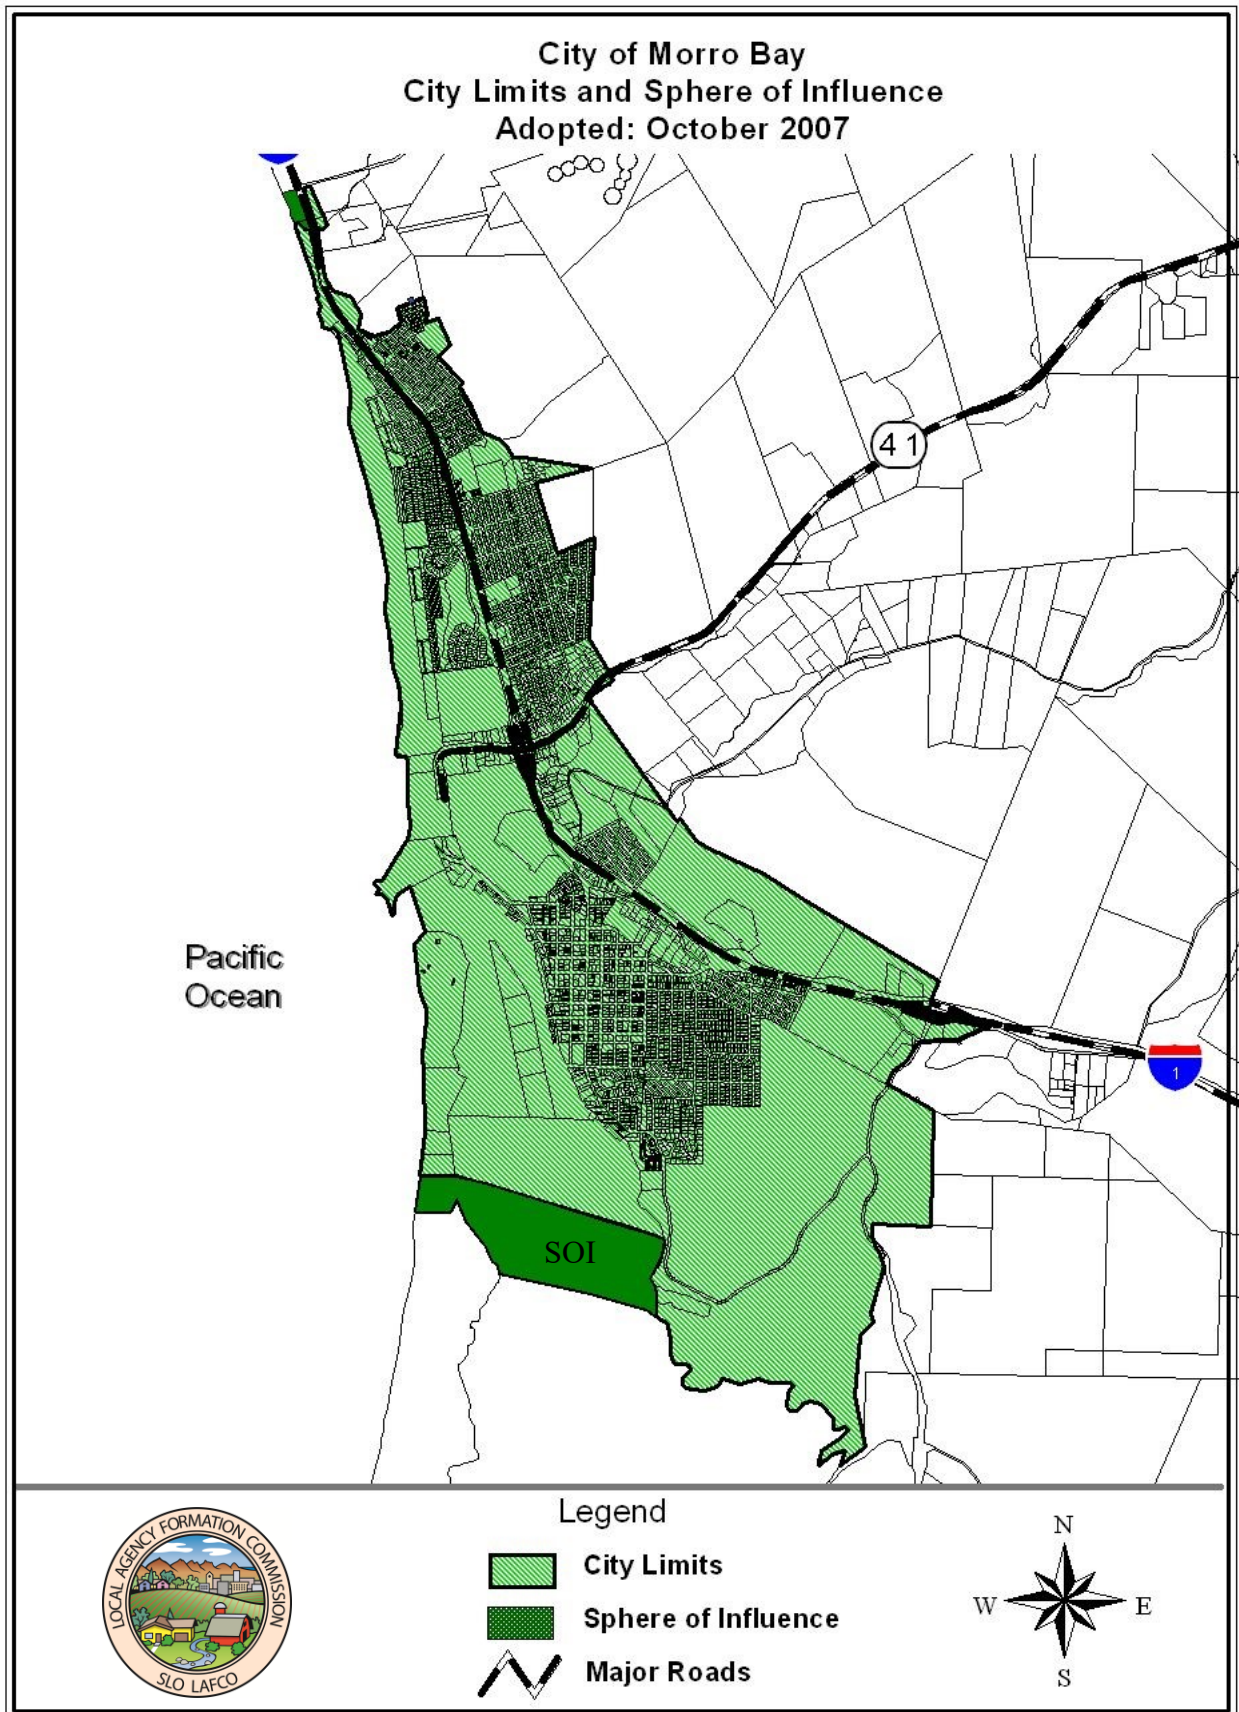 City of Morro Bay
City Limits and Sphere of Influence
Adopted: October 2007
41
Pacific
Ocean
1
SOI
Legend
City Limits
Sphere of Influence
Major Roads
LOCAL AGENCY FORMATION COMMISSION
SLO LAFCO
N
W
E
S